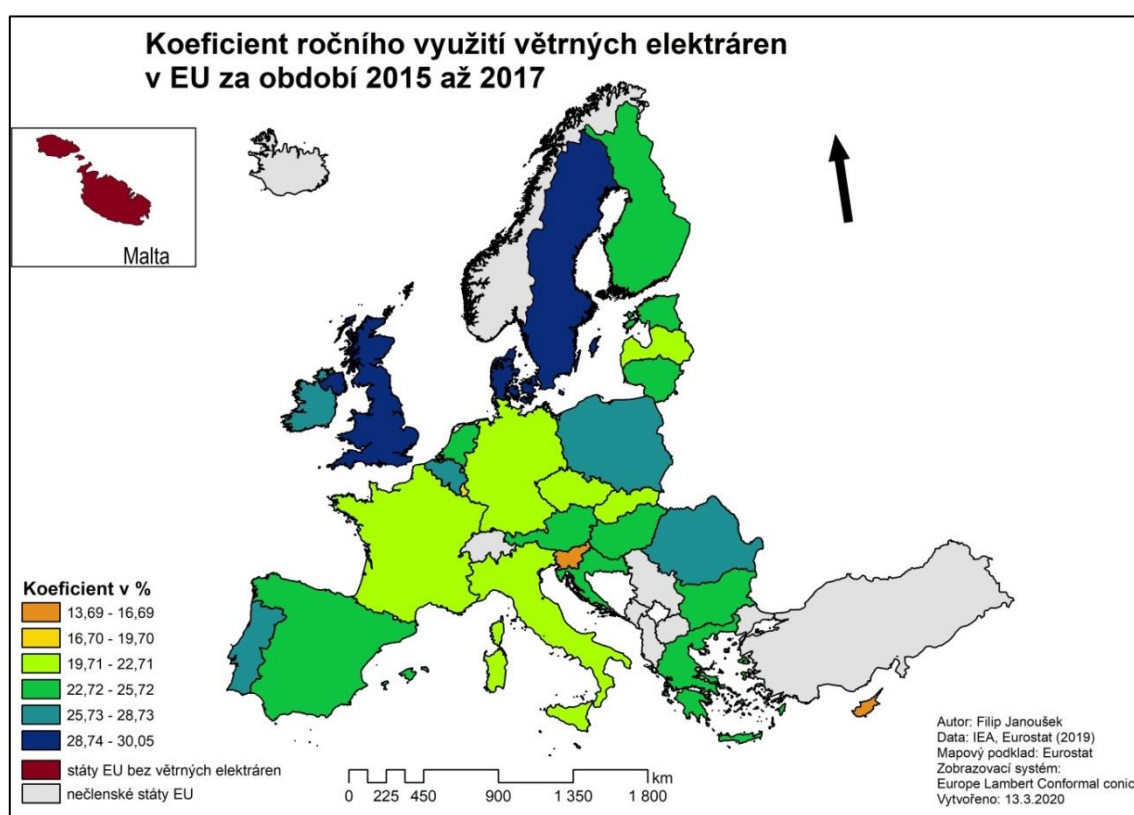 Koeficient ročního využití větrných elektráren
v EU za období 2015 až 2017
Malta
Koeficient v %
13,69 - 16,69
16,70 - 19,70
19,71 - 22,71
22,72 - 25,72
25,73 - 28,73
28,74 - 30,05
státy EU bez větrných elektráren
nečlenské státy EU
km
0 225 450 900 1 350 1 800
Autor: Filip Janoušek
Data: IEA, Eurostat (2019)
Mapový podklad: Eurostat
Zobrazovací systém:
Europe Lambert Conformal conic
Vytvořeno: 13.3.2020